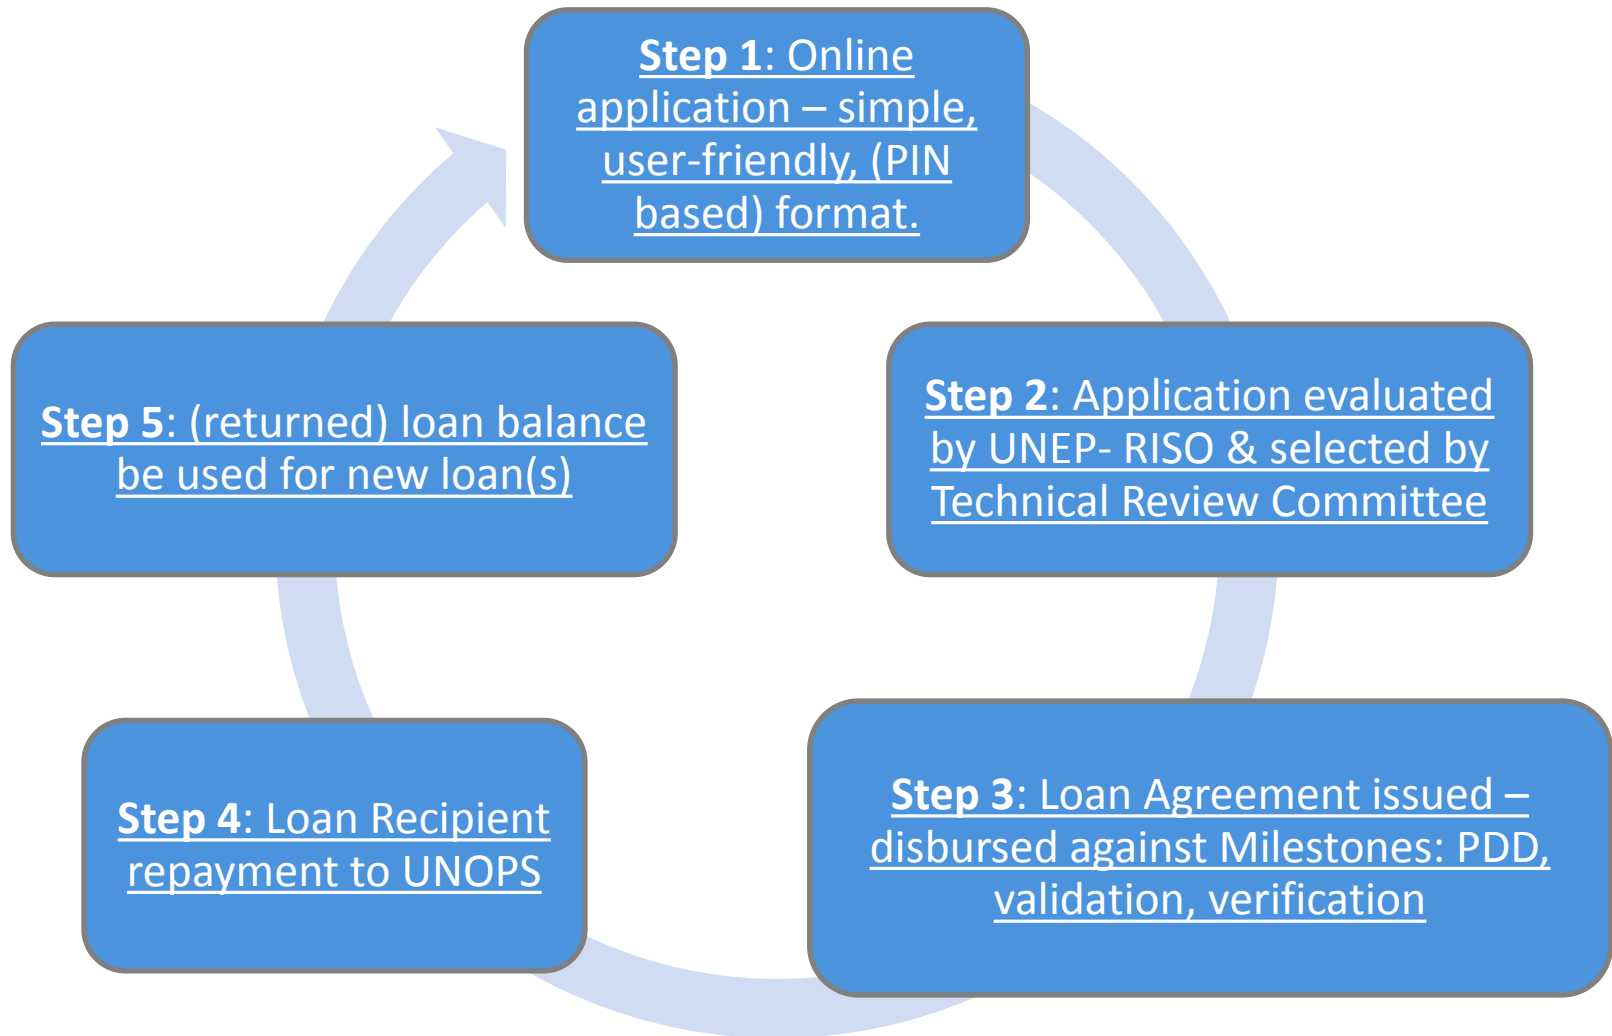 Step 1: Online
application – simple,
user-friendly, (PIN
based) format.
Step 2: Application evaluated
by UNEP- RISO & selected by
Technical Review Committee
Step 3: Loan Agreement issued –
disbursed against Milestones: PDD,
validation, verification
Step 4: Loan Recipient
repayment to UNOPS
Step 5: (returned) loan balance
be used for new loan(s)